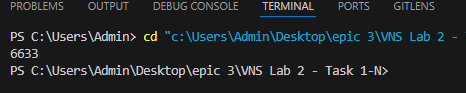 PROBLEMS OUTPUT DEBUG CONSOLE TERMINAL PORTS GITLENS
PS C:\Users\Admin> cd "c:\Users\Admin\Desktop\epic 3\VNS Lab 2 -
6633
PS C:\Users\Admin\Desktop\epic 3\VNS Lab 2 - Task 1-N>